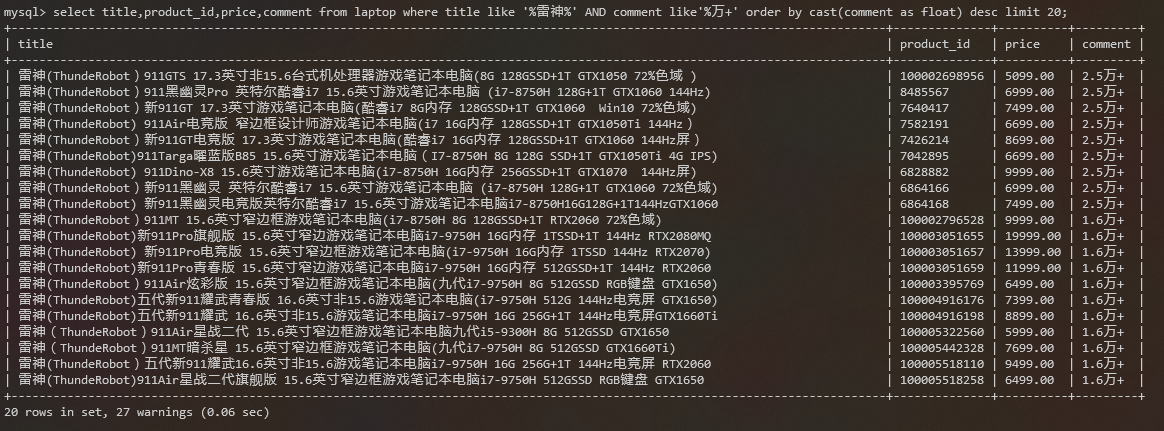 mysql> select title,product_id,price,comment from laptop where title like '%雷神%' AND comment like'%万+' order by cast(comment as float) desc limit 20;
| title | product_id | price | comment |
| 雷神(ThundeRobot) 911GTS 17.3英寸非15.6台式机处理器游戏笔记本电脑(8G 128GSSD+1T GTX1050 72%色域 ) | 100002698956 | 5099.00 | 2.5万+ |
| 雷神(ThundeRobot) 911黑幽灵Pro 英特尔酷睿i7 15.6英寸游戏笔记本电脑 (i7-8750H 128G+1T GTX1060 144Hz) | 8485567 | 6999.00 | 2.5万+ |
| 雷神(ThundeRobot) 新911GT 17.3英寸游戏笔记本电脑(酷睿i7 8G内存 128GSSD+1T GTX1060  Win10 72%色域) | 7640417 | 7499.00 | 2.5万+ |
| 雷神(ThundeRobot) 911Air电竞版 窄边框设计师游戏笔记本电脑(i7 16G内存 128GSSD+1T GTX1050Ti 144Hz ) | 7582191 | 6699.00 | 2.5万+ |
| 雷神(ThundeRobot) 新911GT电竞版 17.3英寸游戏笔记本电脑(酷睿i7 16G内存 128GSSD+1T GTX1060 144Hz屏 ) | 7426214 | 8699.00 | 2.5万+ |
| 雷神(ThundeRobot)911Targa曜蓝版B85 15.6英寸游戏笔记本电脑 ( I7-8750H 8G 128G SSD+1T GTX1050Ti 4G IPS) | 7042895 | 6699.00 | 2.5万+ |
| 雷神(ThundeRobot) 911Dino-X8 15.6英寸游戏笔记本电脑(i7-8750H 16G内存 256GSSD+1T GTX1070  144Hz屏) | 6828882 | 9999.00 | 2.5万+ |
| 雷神(ThundeRobot) 新911黑幽灵 英特尔酷睿i7 15.6英寸游戏笔记本电脑 (i7-8750H 128G+1T GTX1060 72%色域) | 6864166 | 6999.00 | 2.5万+ |
| 雷神(ThundeRobot) 新911黑幽灵电竞版英特尔酷睿i7 15.6英寸游戏笔记本电脑i7-8750H16G128G+1T144HzGTX1060 | 6864168 | 7499.00 | 2.5万+ |
| 雷神(ThundeRobot) 911MT 15.6英寸窄边框游戏笔记本电脑(i7-8750H 8G 128GSSD+1T RTX2060 72%色域) | 100002796528 | 9999.00 | 1.6万+ |
| 雷神(ThundeRobot)新911Pro旗舰版 15.6英寸窄边游戏笔记本电脑i7-9750H 16G内存 1TSSD+1T 144Hz RTX2080MQ | 100003051655 | 19999.00 | 1.6万+ |
| 雷神(ThundeRobot) 新911Pro电竞版 15.6英寸窄边框游戏笔记本电脑(i7-9750H 16G内存 1TSSD 144Hz RTX2070) | 100003051657 | 13999.00 | 1.6万+ |
| 雷神(ThundeRobot)新911Pro青春版 15.6英寸窄边游戏笔记本电脑i7-9750H 16G内存 512GSSD+1T 144Hz RTX2060 | 100003051659 | 11999.00 | 1.6万+ |
| 雷神(ThundeRobot) 911Air炫彩版 15.6英寸窄边框游戏笔记本电脑(九代i7-9750H 8G 512GSSD RGB键盘 GTX1650) | 100003395769 | 6499.00 | 1.6万+ |
| 雷神(ThundeRobot)五代新911耀武青春版 16.6英寸非15.6游戏笔记本电脑(i7-9750H 512G 144Hz电竞屏 GTX1650) | 100004916176 | 7399.00 | 1.6万+ |
| 雷神(ThundeRobot)五代新911耀武 16.6英寸非15.6游戏笔记本电脑i7-9750H 16G 256G+1T 144Hz电竞屏GTX1660Ti | 100004916198 | 8899.00 | 1.6万+ |
| 雷神 ( ThundeRobot ) 911Air星战二代 15.6英寸窄边框游戏笔记本电脑九代i5-9300H 8G 512GSSD GTX1650 | 100005322560 | 5999.00 | 1.6万+ |
| 雷神 ( ThundeRobot ) 911MT暗杀星 15.6英寸窄边框游戏笔记本电脑(九代i7-9750H 8G 512GSSD GTX1660Ti) | 100005442328 | 7699.00 | 1.6万+ |
| 雷神(ThundeRobot ) 五代新911耀武16.6英寸非15.6游戏笔记本电脑i7-9750H 16G 256G+1T 144Hz电竞屏 RTX2060 | 100005518110 | 9499.00 | 1.6万+ |
| 雷神(ThundeRobot)911Air星战二代旗舰版 15.6英寸窄边框游戏笔记本电脑i7-9750H 512GSSD RGB键盘 GTX1650 | 100005518258 | 6499.00 | 1.6万+ |
20 rows in set, 27 warnings (0.06 sec)